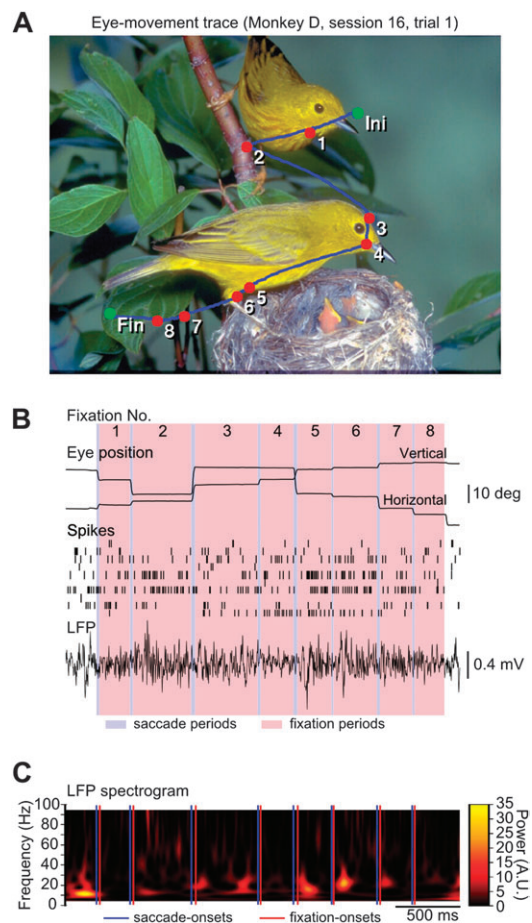 A
Eye-movement trace (Monkey D, session 16, trial 1)
Ini
1
2
3
4
5
6
7
8
Fin
B
Fixation No.
1 2 3 4 5 6 7 8
Eye position
Vertical
10 deg
Horizontal
Spikes
LFP
0.4 mV
saccade periods
fixation periods
C
LFP spectrogram
Frequency (Hz)
100
80
60
40
20
0
35
30
25
20
15
10
5
0
Power (A.U.)
500 ms
saccade-onsets
fixation-onsets